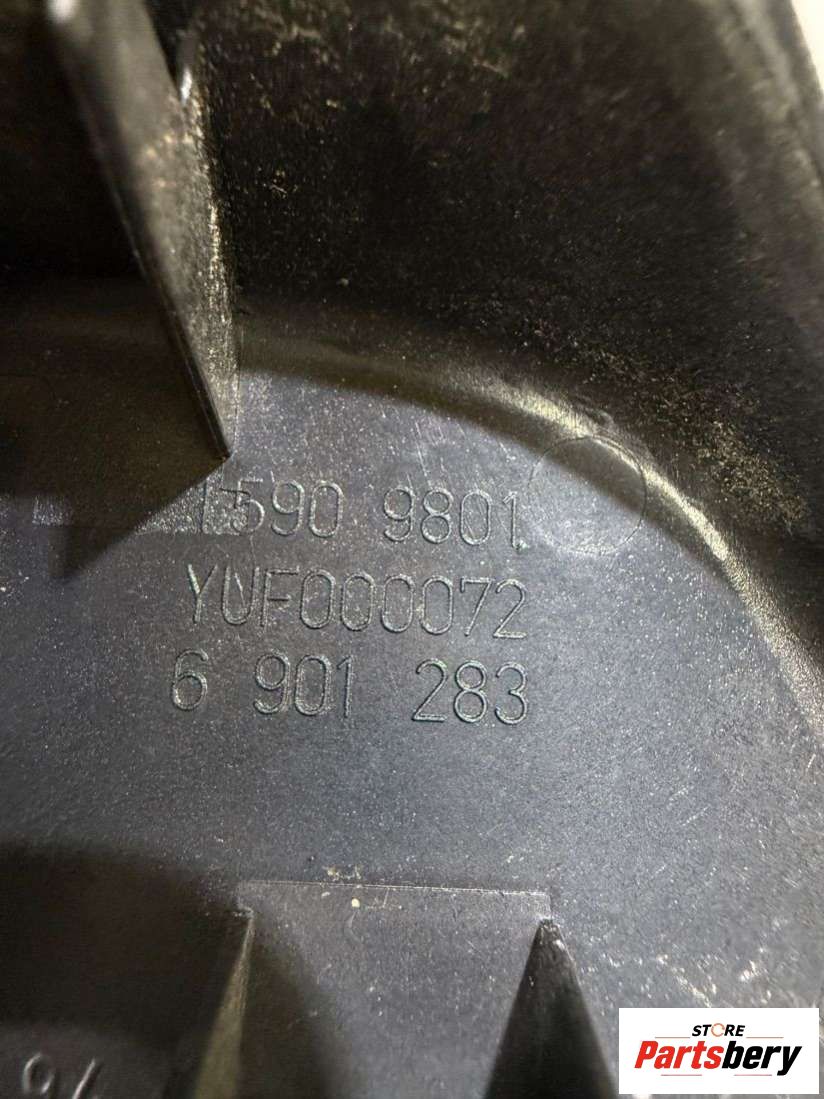 1590 9801
YUF000072
6 901 283
STORE
Partsbery